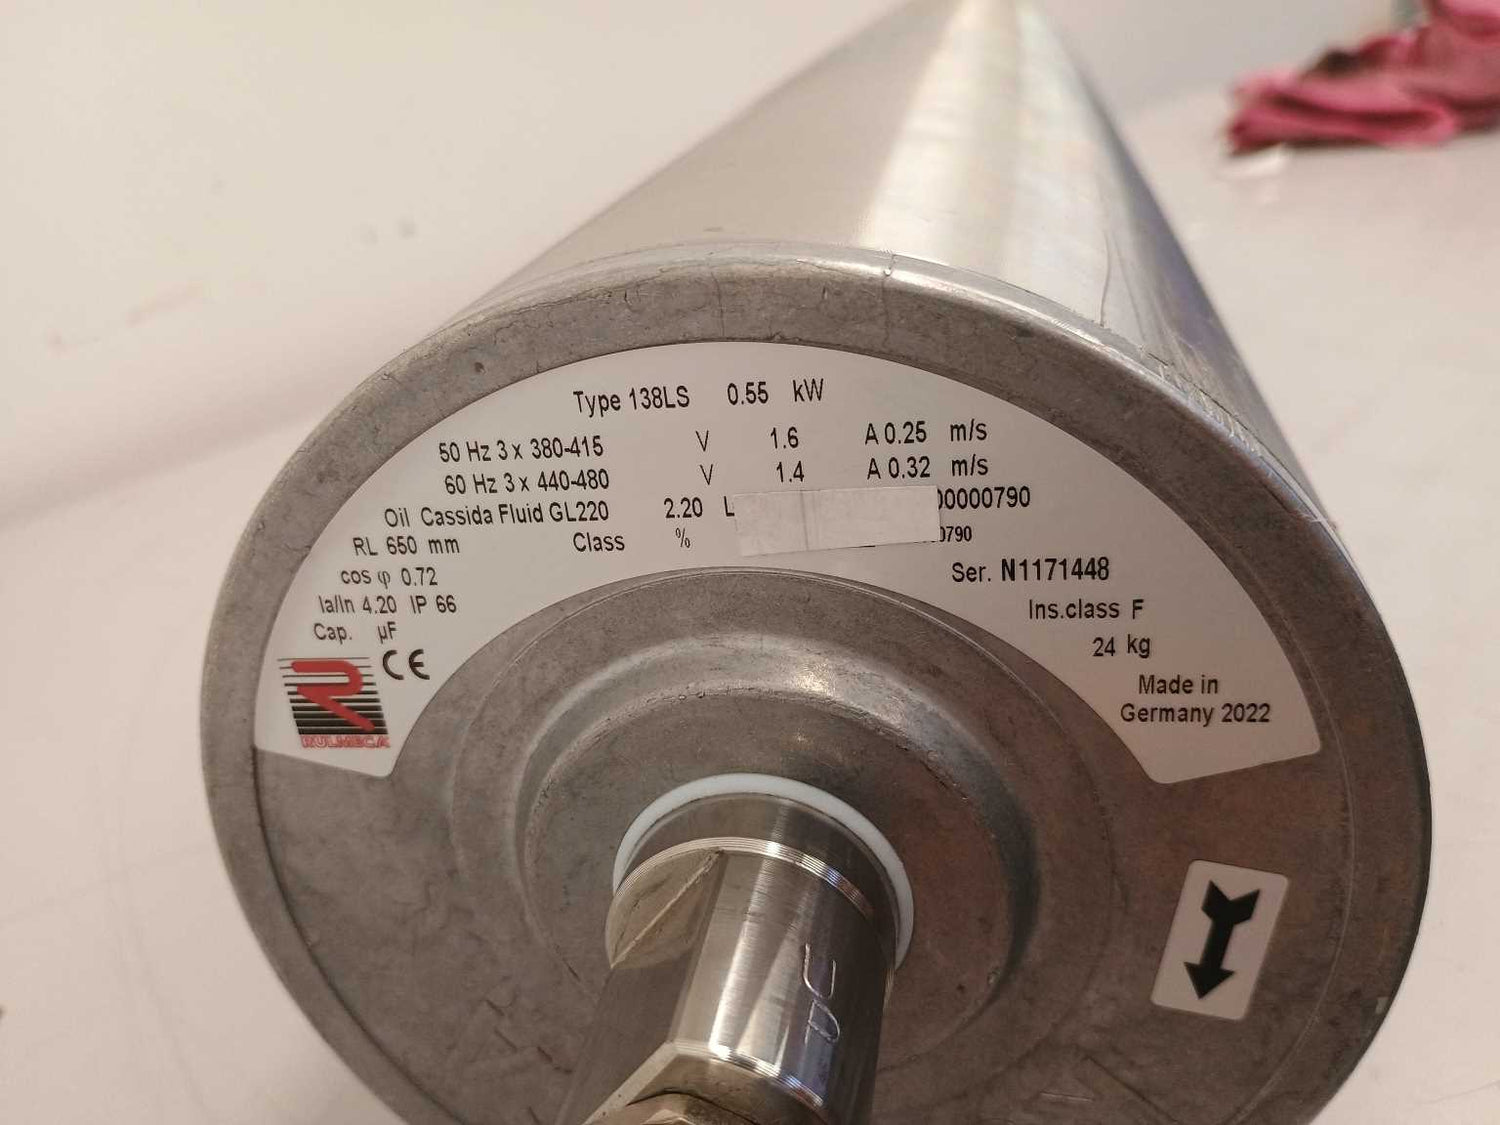 Type 138LS 0.55 kW
50 Hz 3 x 380-415 V 1.6 A 0.25 m/s
60 Hz 3 x 440-480 V 1.4 A 0.32 m/s
Oil Cassida Fluid GL220 2.20 L 00000790
RL 650 mm Class % 0790
cos φ 0.72 Ser. N1171448
Ia/In 4.20 IP 66 Ins.class F
Cap. µF 24 kg
CE
RULMECA
Made in
Germany 2022